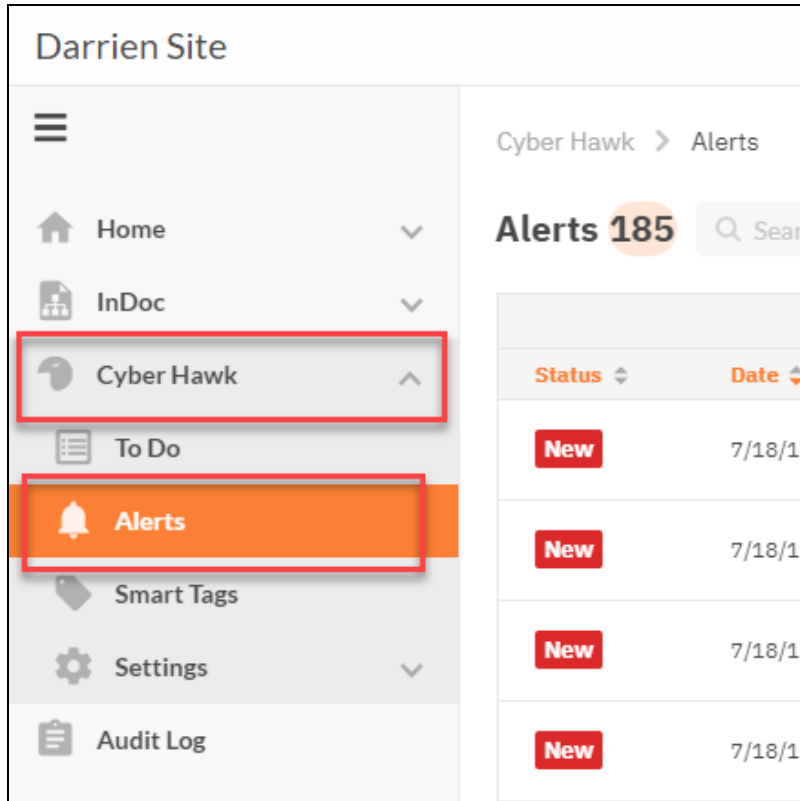 Darrien Site
Home
InDoc
Cyber Hawk
To Do
Alerts
Smart Tags
Settings
Audit Log
Cyber Hawk > Alerts
Alerts 185
Status Date
New
New
New
New